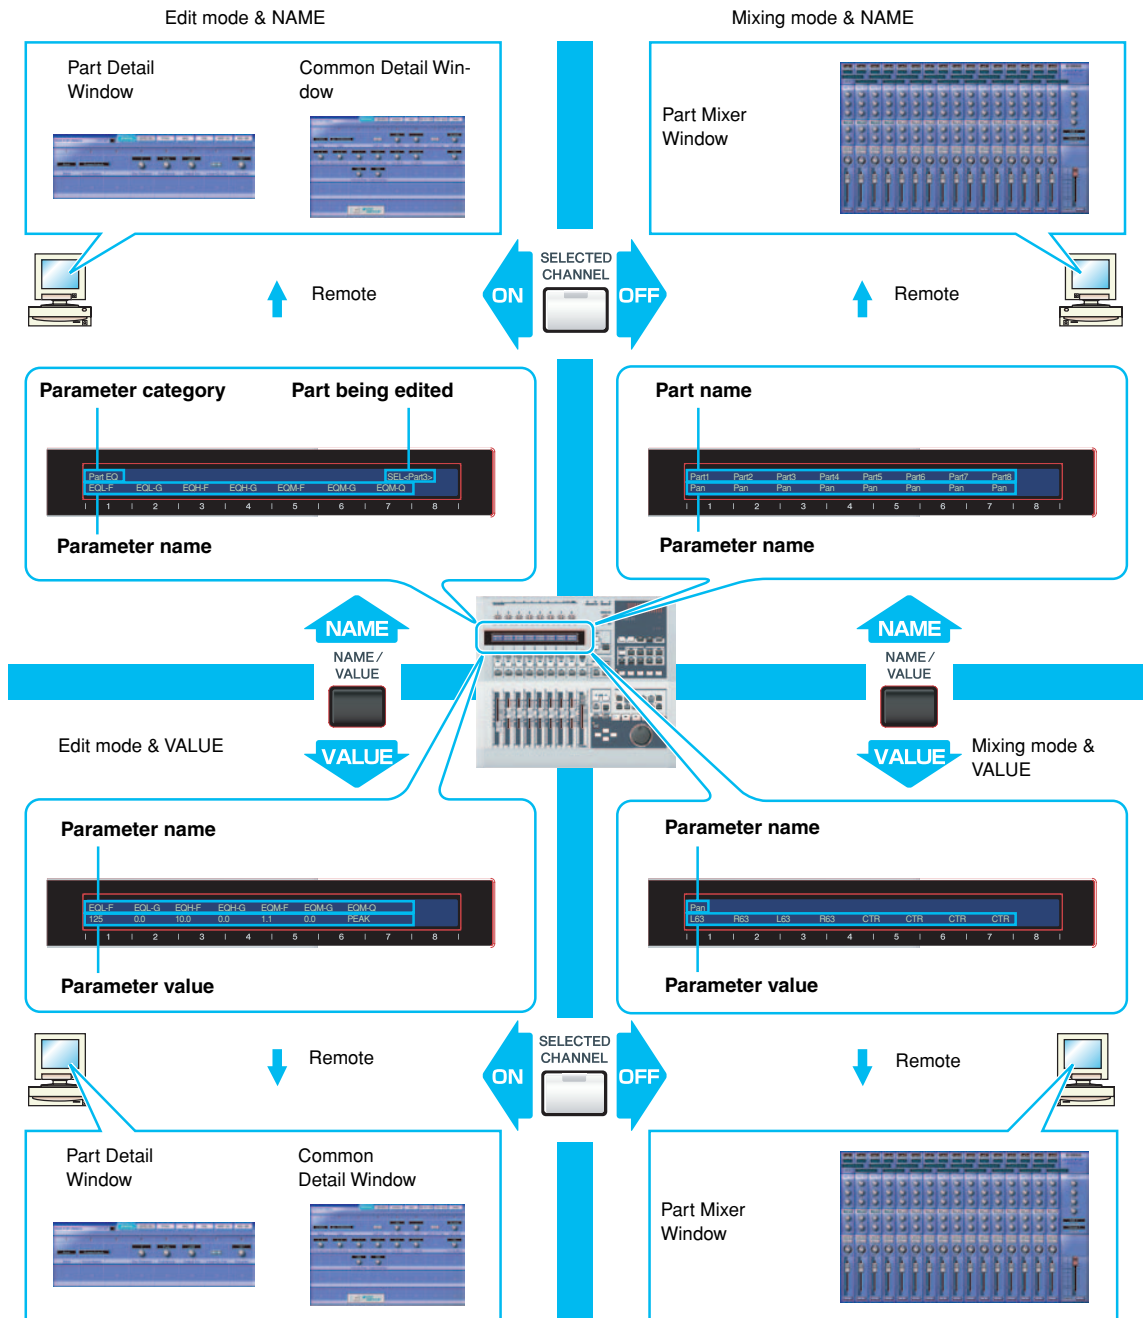 Edit mode & NAME
Mixing mode & NAME
Part Detail
Window
Common Detail Win-
dow
Part Mixer
Window
SELECTED
CHANNEL
ON
OFF
Remote
Remote
Parameter category
Part being edited
Part EQ
SEL<Part3>
EQL-F EQL-G EQH-F EQH-G EQM-F EQM-G EQM-Q
1 2 3 4 5 6 7 8
Parameter name
Part name
Part1 Part2 Part3 Part4 Part5 Part6 Part7 Part8
Pan Pan Pan Pan Pan Pan Pan Pan
1 2 3 4 5 6 7 8
Parameter name
NAME
NAME/
VALUE
VALUE
NAME
NAME/
VALUE
VALUE
Edit mode & VALUE
Mixing mode &
VALUE
Parameter name
EQL-F EQL-G EQH-F EQH-G EQM-F EQM-G EQM-Q
125 0.0 10.0 0.0 1.1 0.0 PEAK
1 2 3 4 5 6 7 8
Parameter value
Parameter name
Pan
L63 R63 L63 R63 CTR CTR CTR CTR
1 2 3 4 5 6 7 8
Parameter value
Remote
SELECTED
CHANNEL
ON
OFF
Remote
Part Detail
Window
Common
Detail Window
Part Mixer
Window